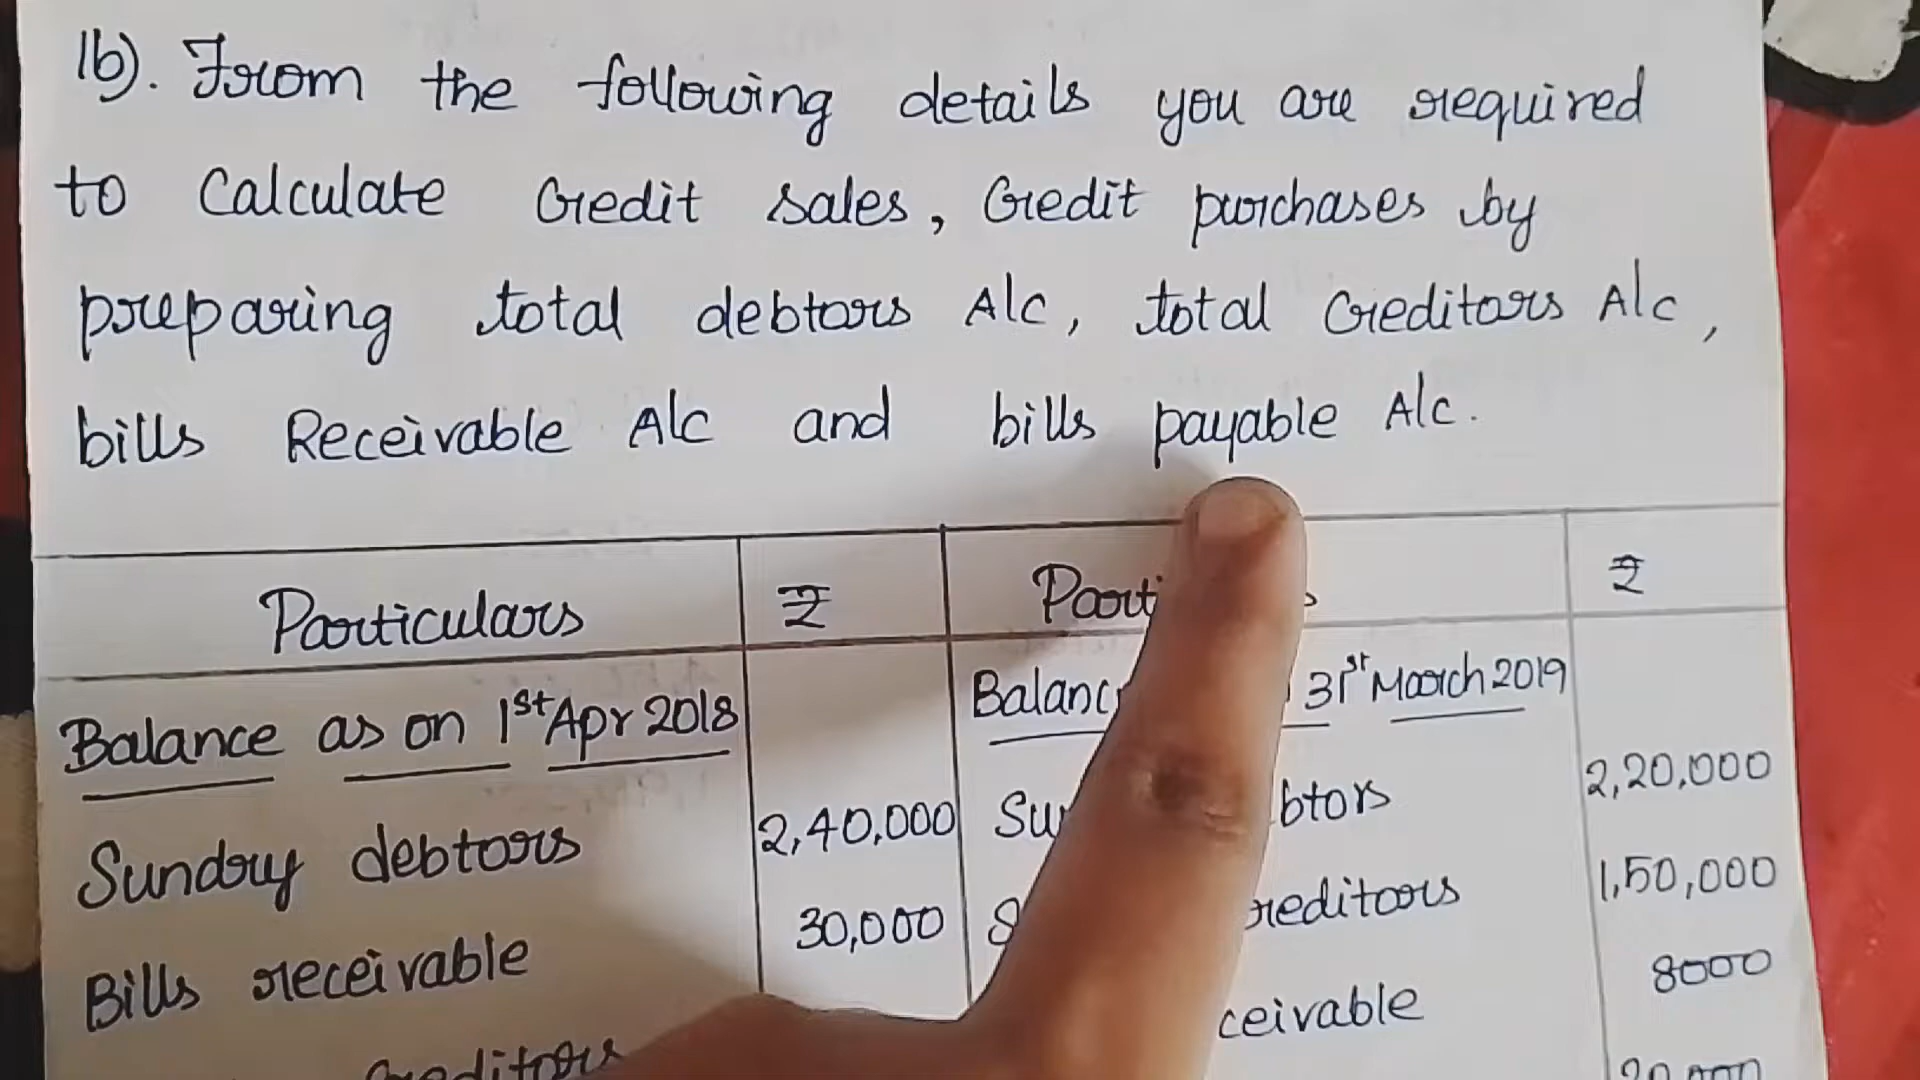 1b). From the following details you are required
to Calculate Credit sales, Credit purchases by
preparing total debtors A/c, total Creditors A/c,
bills Receivable A/c and bills payable A/c.
Particulars ₹ ₹
Balance as on 1st Apr 2018 31st March 2019
Sundry debtors 2,40,000 2,20,000
Bills receivable 30,000 1,50,000
8000